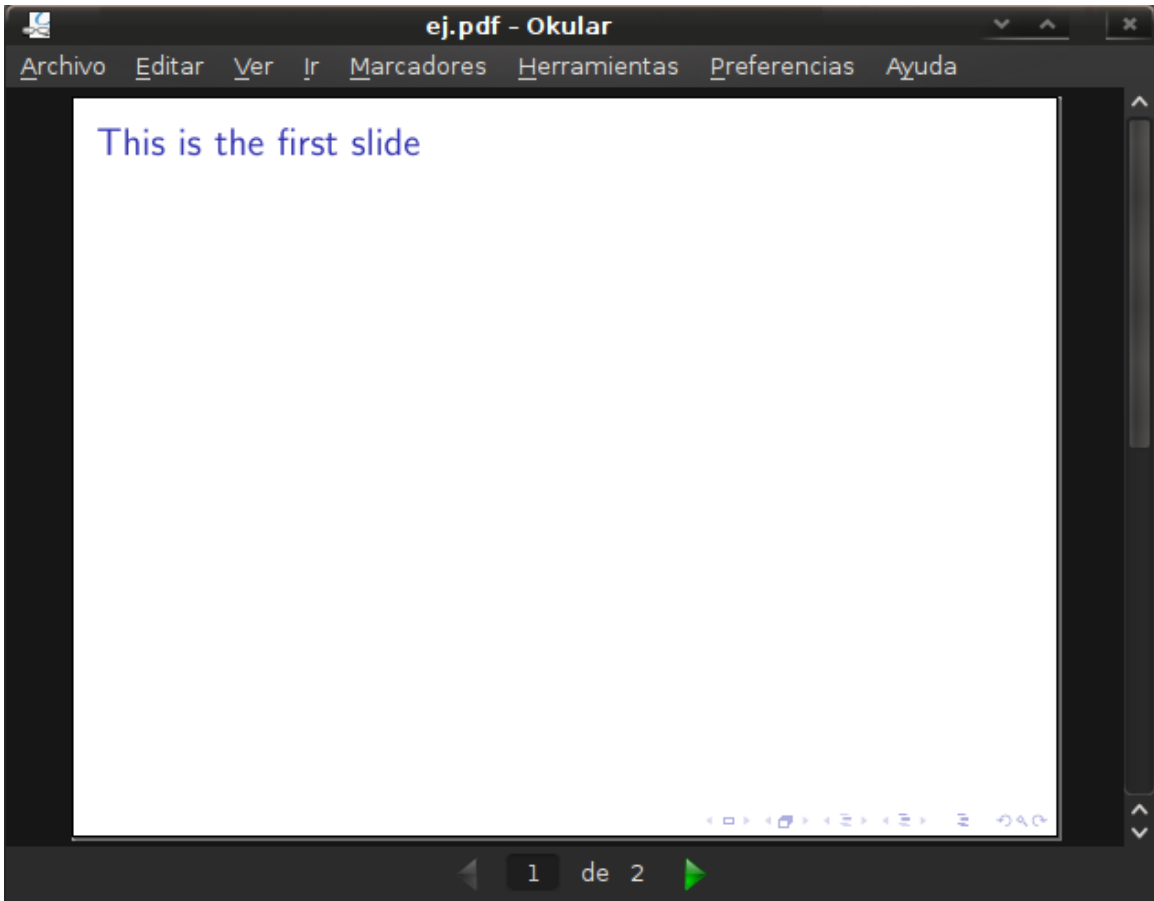 ej.pdf – Okular
Archivo Editar Ver Ir Marcadores Herramientas Preferencias Ayuda
This is the first slide
1 de 2